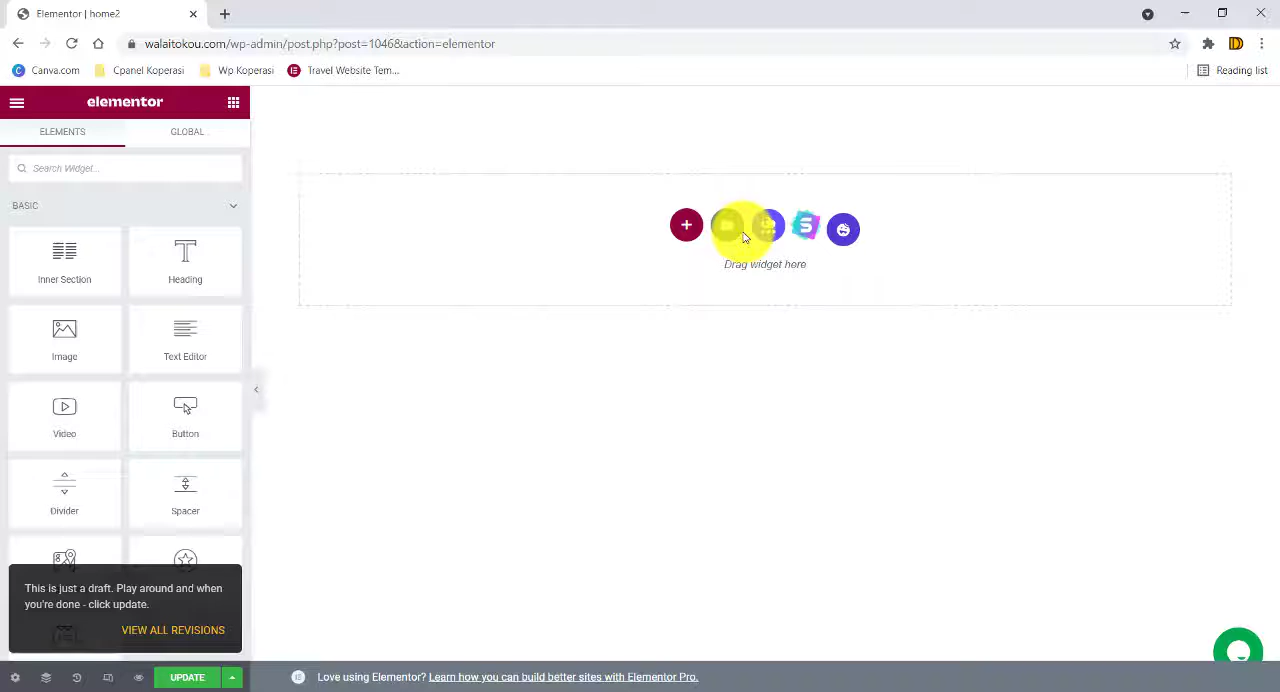 Elementor | home2
walaitokou.com/wp-admin/post.php?post=10468&action=elementor
Canva.com Cpanel Koperasi Wp Koperasi Travel Website Tem... Reading list
elementor
ELEMENTS GLOBAL
Search Widget...
BASIC
Inner Section Heading
Image Text Editor
Video Button
Divider Spacer
Drag widget here
This is just a draft. Play around and when
you're done - click update.
VIEW ALL REVISIONS
UPDATE
Love using Elementor? Learn how you can build better sites with Elementor Pro.